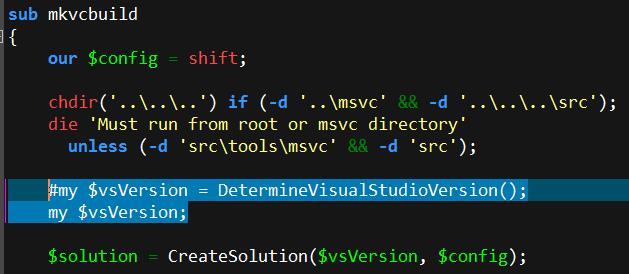 sub mkvcbuild
{
our $config = shift;
chdir('..\..\..') if (-d '..\msvc' && -d '..\..\..\src');
die 'Must run from root or msvc directory'
unless (-d 'src\tools\msvc' && -d 'src');
#my $vsVersion = DetermineVisualStudioVersion();
my $vsVersion;
$solution = CreateSolution($vsVersion, $config);